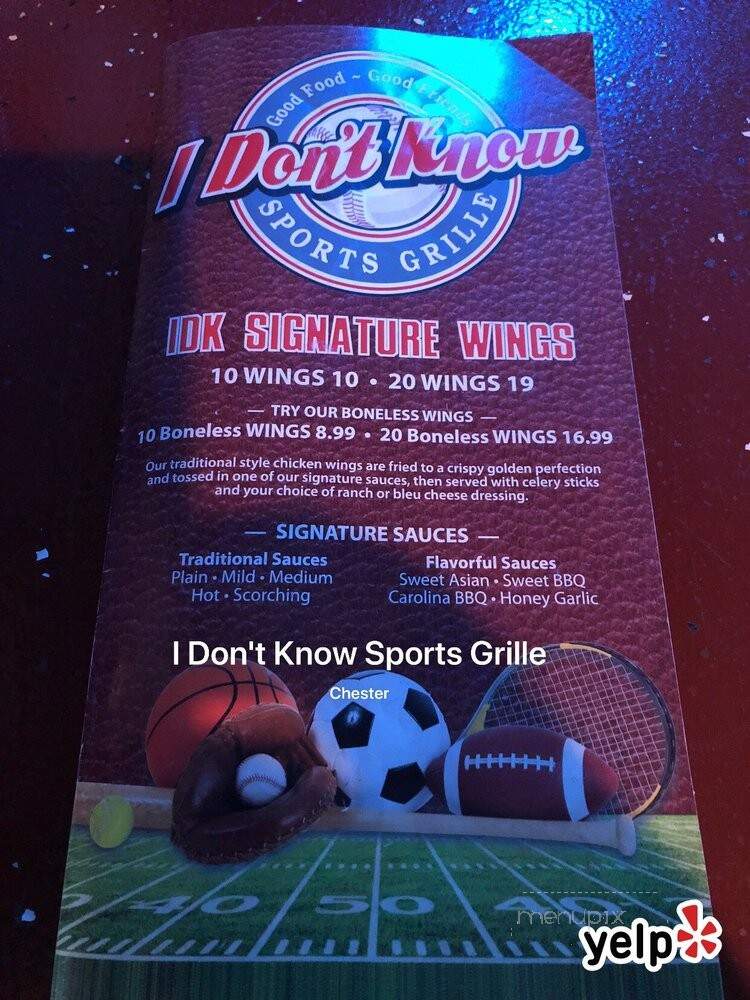 Good Food ~ Good Friends
I Don't Know
SPORTS GRILLE
IDK SIGNATURE WINGS
10 WINGS 10 • 20 WINGS 19
— TRY OUR BONELESS WINGS —
10 Boneless WINGS 8.99 • 20 Boneless WINGS 16.99
Our traditional style chicken wings are fried to a crispy golden perfection
and tossed in one of our signature sauces, then served with celery sticks
and your choice of ranch or bleu cheese dressing.
— SIGNATURE SAUCES —
Traditional Sauces
Plain • Mild • Medium
Hot • Scorching
Flavorful Sauces
Sweet Asian • Sweet BBQ
Carolina BBQ • Honey Garlic
I Don't Know Sports Grille
Chester
40 50 40
menupix
yelp